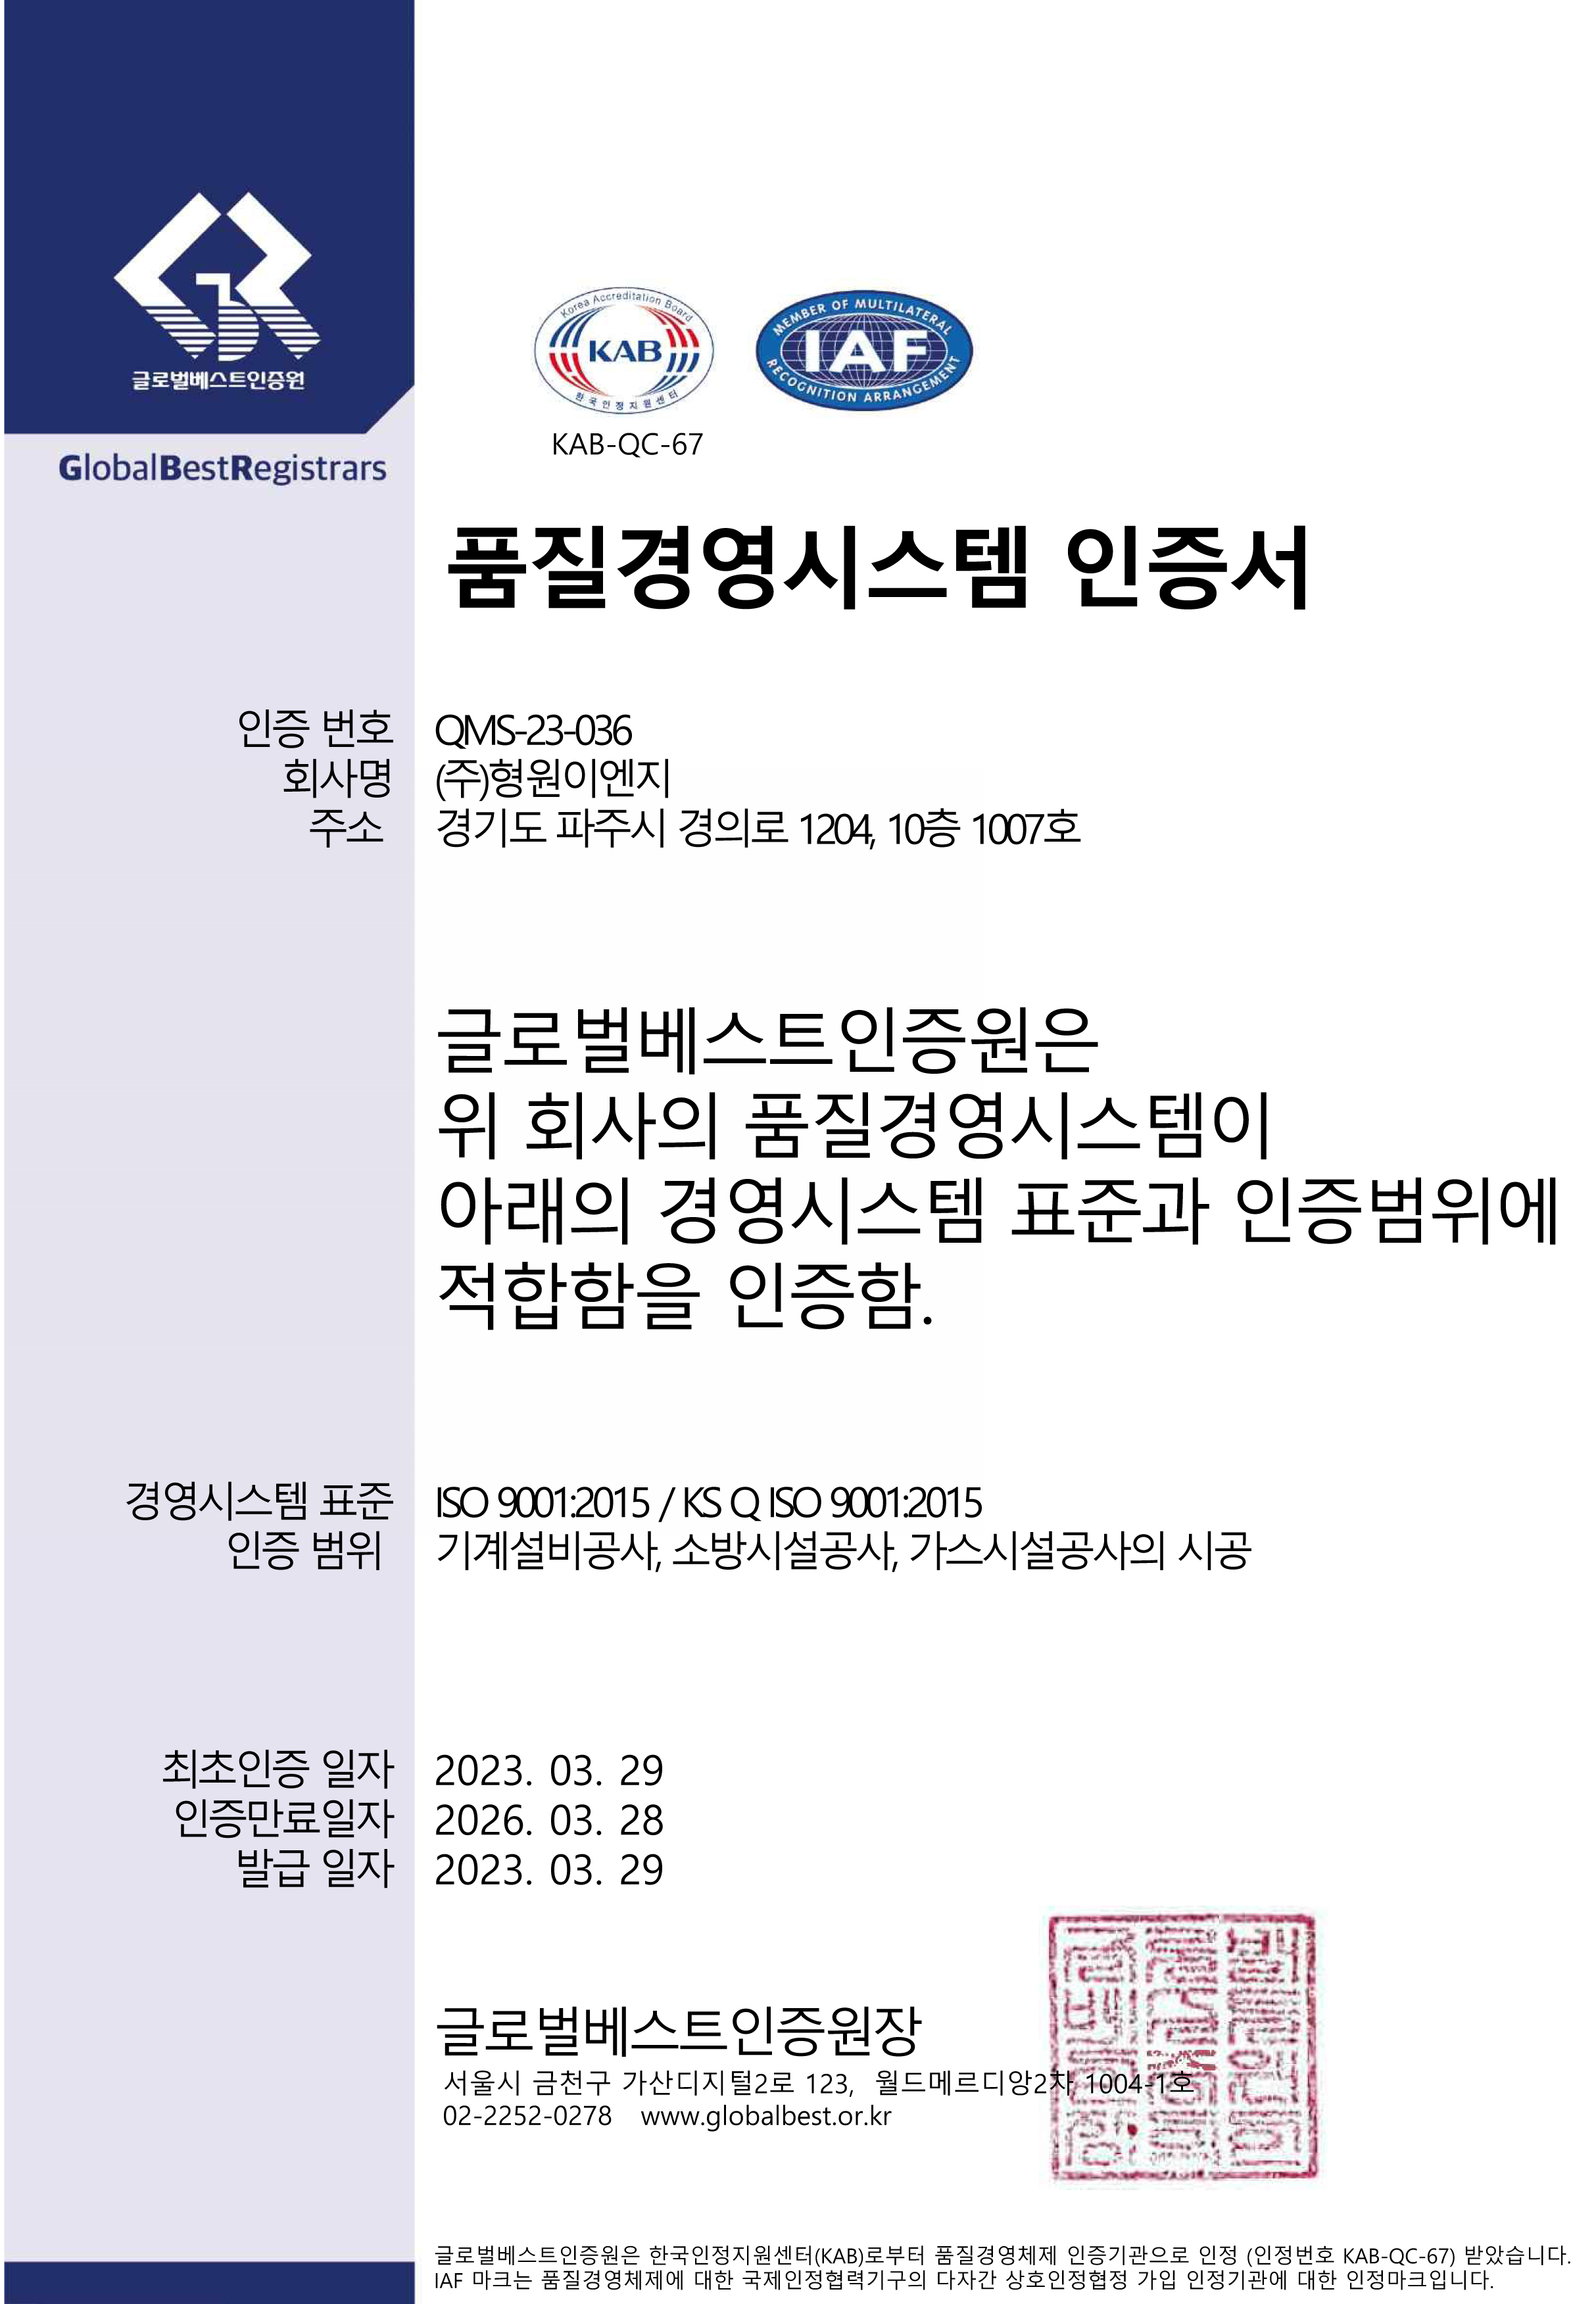 글로벌베스트인증원
GlobalBestRegistrars
Korea Accreditation Board
KAB
한국인정지원센터
MEMBER OF MULTILATERAL
IAF
RECOGNITION ARRANGEMENT
KAB-QC-67
품질경영시스템 인증서
인증 번호 QMS-23-036
회사명 (주)형원이엔지
주소 경기도 파주시 경의로 1204, 10층 1007호
글로벌베스트인증원은
위 회사의 품질경영시스템이
아래의 경영시스템 표준과 인증범위에
적합함을 인증함.
경영시스템 표준 ISO 9001:2015 / KS Q ISO 9001:2015
인증 범위 기계설비공사, 소방시설공사, 가스시설공사의 시공
최초인증 일자 2023. 03. 29
인증만료일자 2026. 03. 28
발급 일자 2023. 03. 29
글로벌베스트인증원장
서울시 금천구 가산디지털2로 123, 월드메르디앙2차 1004-1호
02-2252-0278 www.globalbest.or.kr
글로벌베스트인증원은 한국인정지원센터(KAB)로부터 품질경영체제 인증기관으로 인정 (인정번호 KAB-QC-67) 받았습니다.
IAF 마크는 품질경영체제에 대한 국제인정협력기구의 다자간 상호인정협정 가입 인정기관에 대한 인정마크입니다.